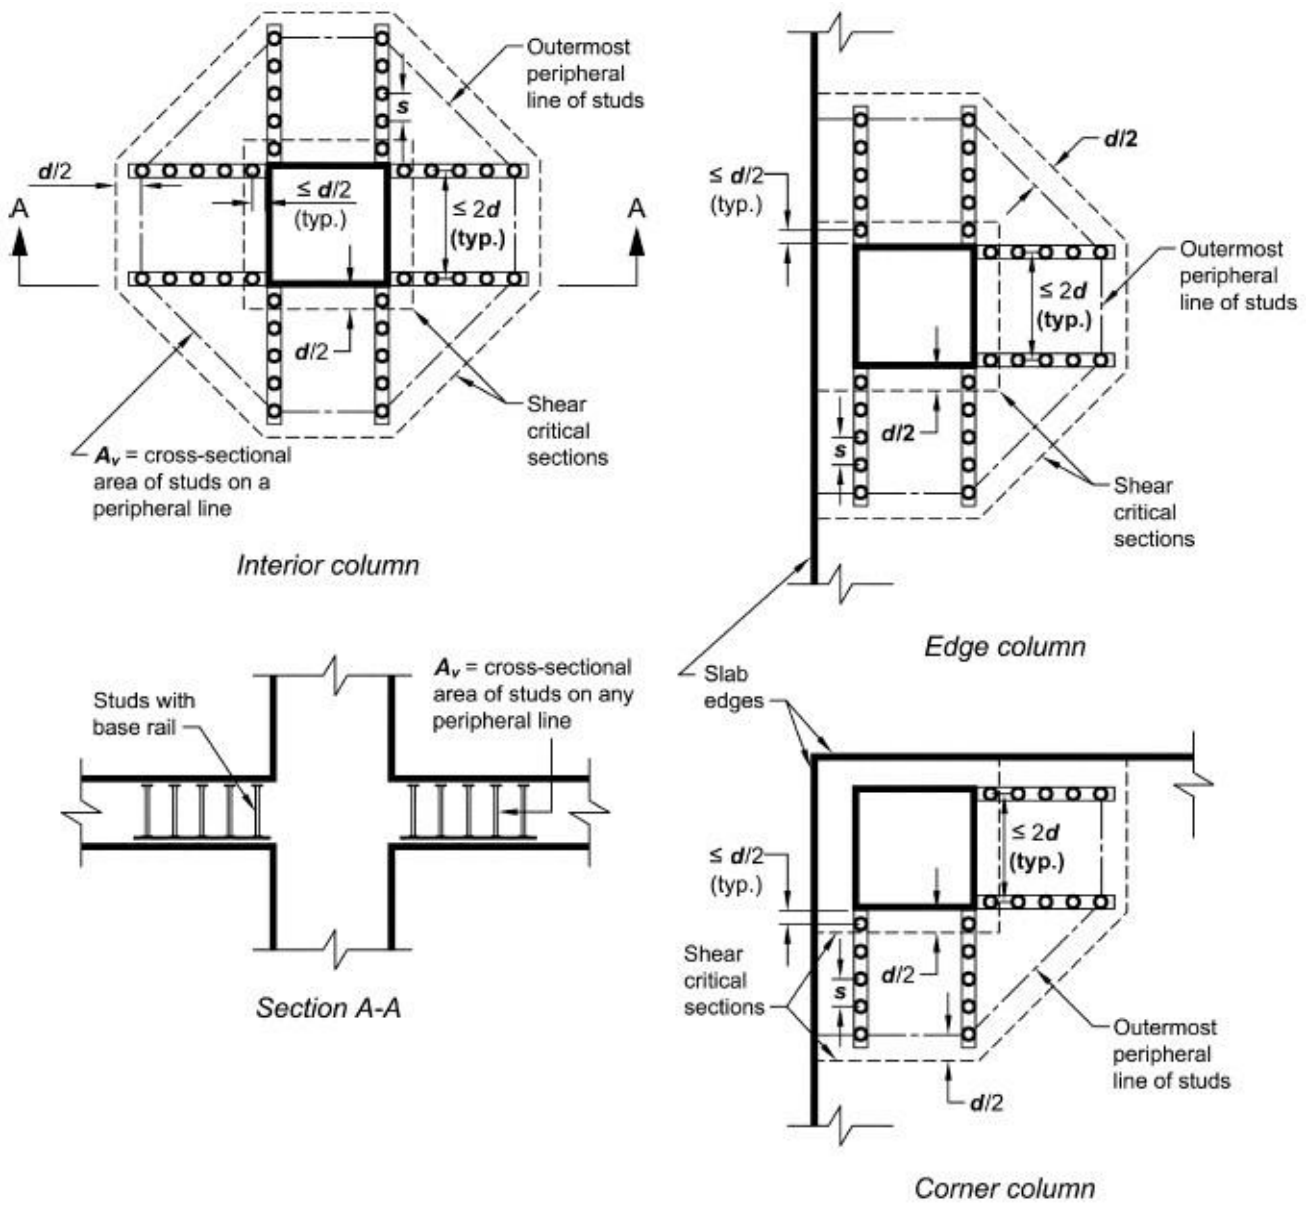 Outermost
peripheral
line of studs
s
d/2
≤ d/2
(typ.)
≤ 2d
(typ.)
A
A
d/2
Shear
critical
sections
Av = cross-sectional
area of studs on a
peripheral line
Interior column
d/2
≤ d/2
(typ.)
Outermost
peripheral
line of studs
≤ 2d
(typ.)
d/2
s
Shear
critical
sections
Edge column
Slab
edges
Av = cross-sectional
area of studs on any
peripheral line
Studs with
base rail
Section A-A
≤ 2d
(typ.)
≤ d/2
(typ.)
Shear
critical
sections
d/2
s
Outermost
peripheral
line of studs
d/2
Corner column